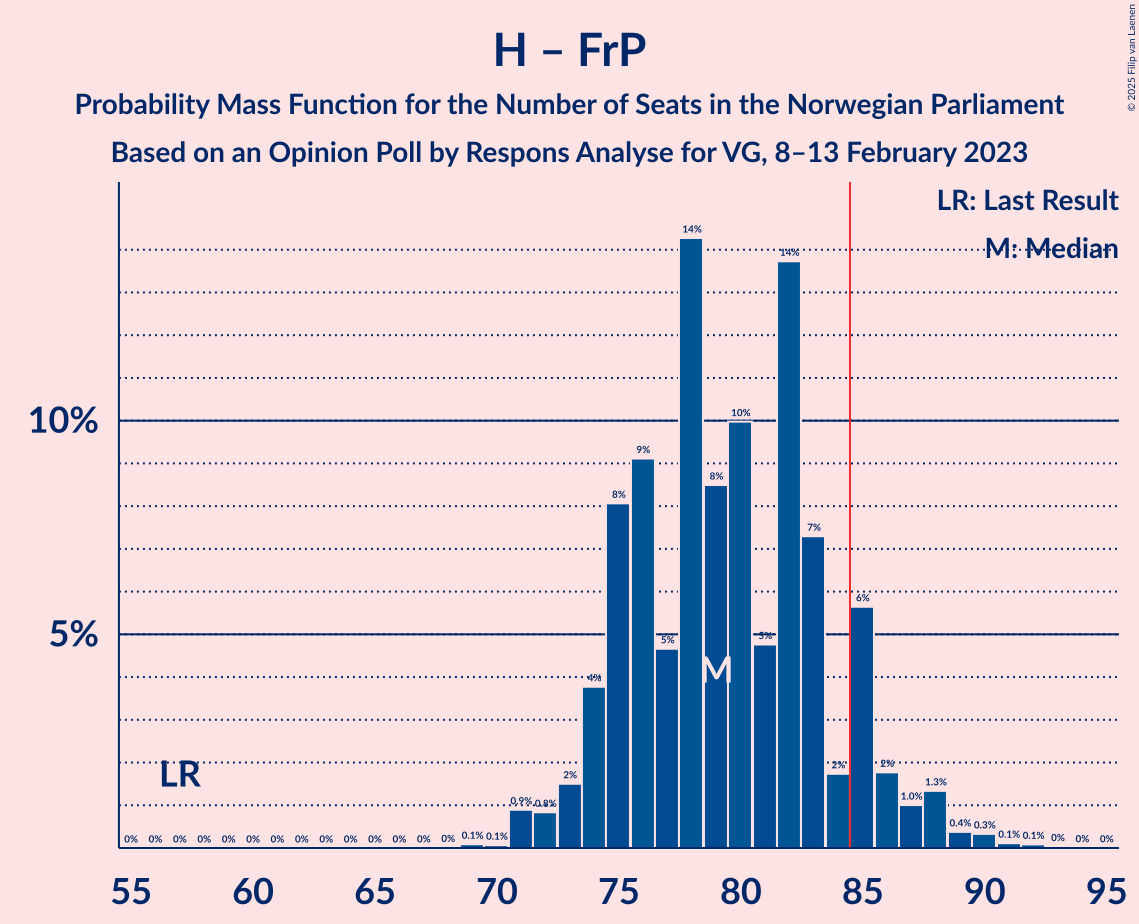 H – FrP
Probability Mass Function for the Number of Seats in the Norwegian Parliament
Based on an Opinion Poll by Respons Analyse for VG, 8–13 February 2023
© 2025 Filip van Laenen
LR: Last Result
M: Median
10%
5%
LR
M
0% 0% 0% 0% 0% 0% 0% 0% 0% 0% 0% 0% 0% 0% 0.1% 0.1% 0.9% 0.8% 2% 4% 8% 9% 5% 14% 8% 10% 5% 14% 7% 2% 6% 2% 1.0% 1.3% 0.4% 0.3% 0.1% 0.1% 0% 0% 0%
55 60 65 70 75 80 85 90 95